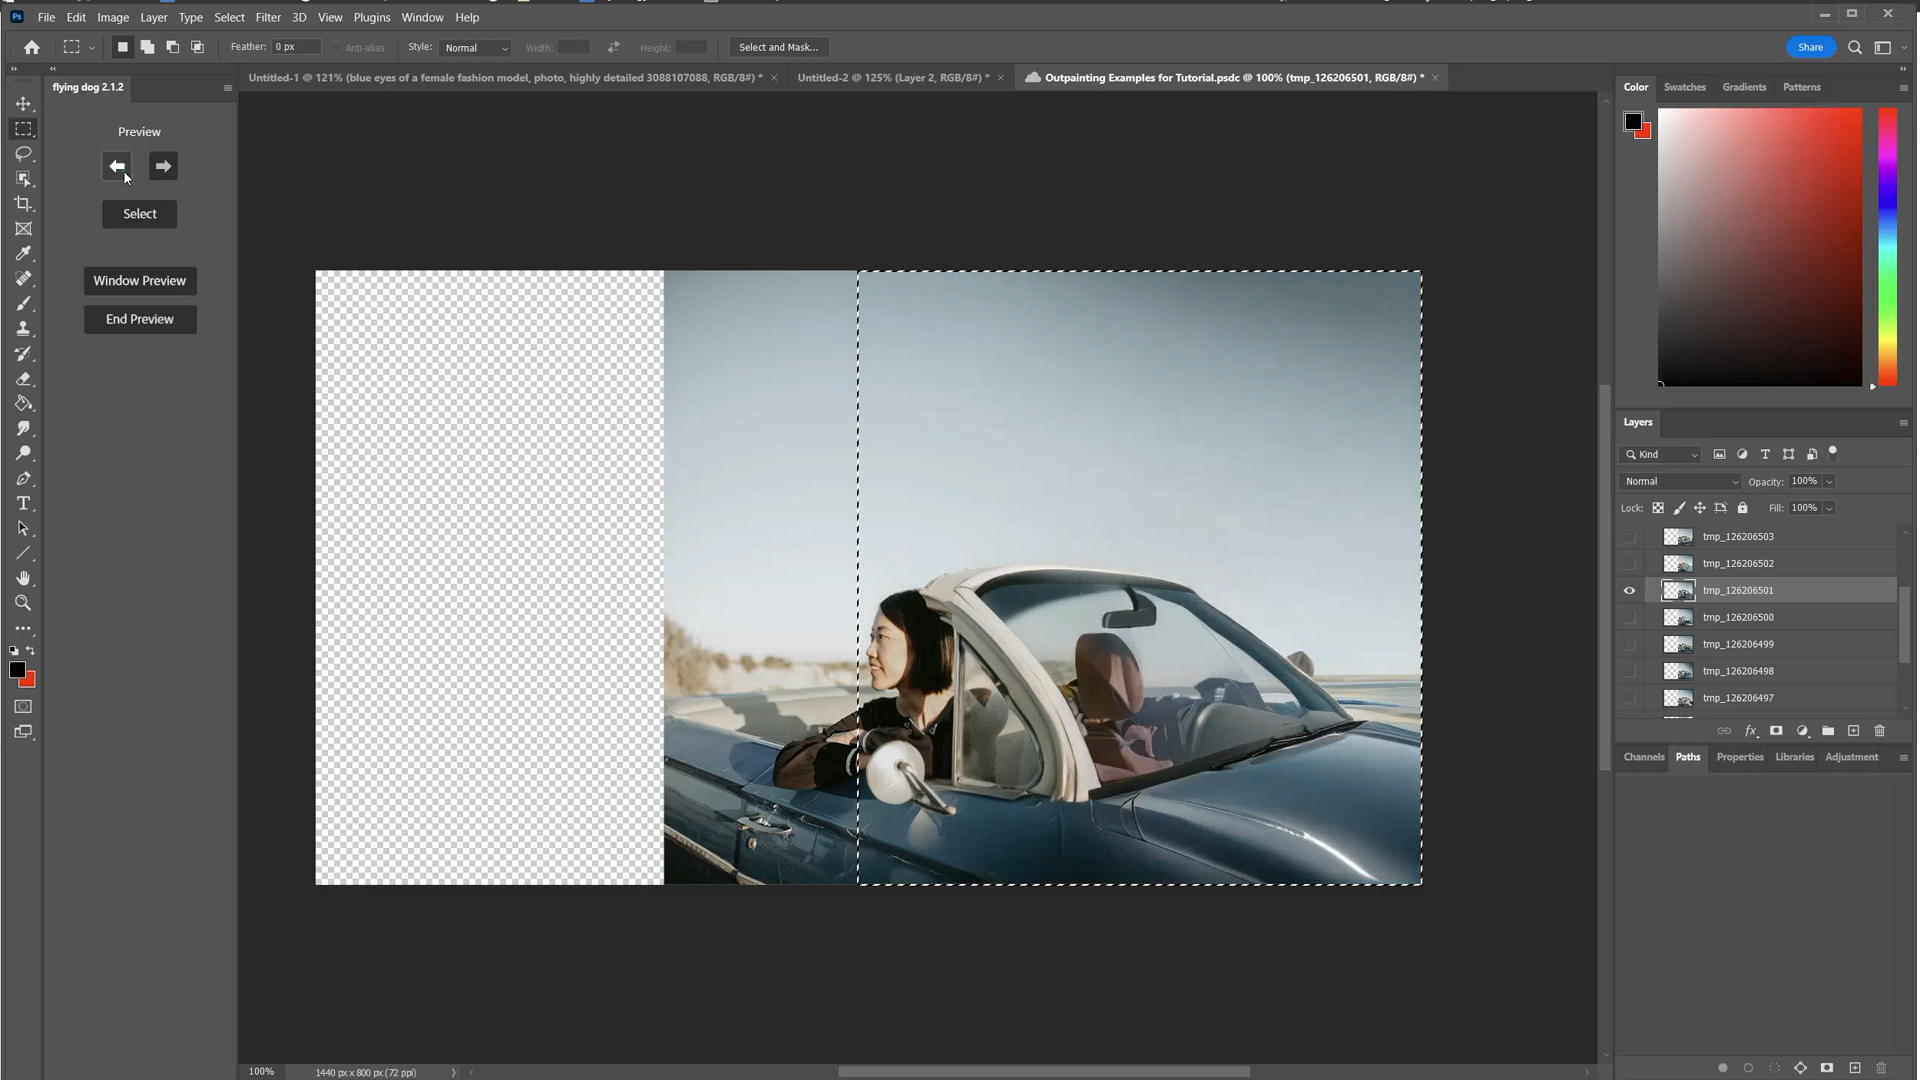 Ps File Edit Image Layer Type Select Filter 3D View Plugins Window Help
Feather: 0 px Anti-alias Style: Normal Width: Height: Select and Mask... Share
flying dog 2.1.2
Untitled-1 @ 121% (blue eyes of a female fashion model, photo, highly detailed 3088107088, RGB/8#) *
Untitled-2 @ 125% (Layer 2, RGB/8#) *
Outpainting Examples for Tutorial.psdc @ 100% (tmp_126206501, RGB/8#) *
Preview
Select
Window Preview
End Preview
Color Swatches Gradients Patterns
Layers
Kind
Normal Opacity: 100%
Lock: Fill: 100%
tmp_126206503
tmp_126206502
tmp_126206501
tmp_126206500
tmp_126206499
tmp_126206498
tmp_126206497
fx
Channels Paths Properties Libraries Adjustment
100% 1440 px x 800 px (72 ppi)